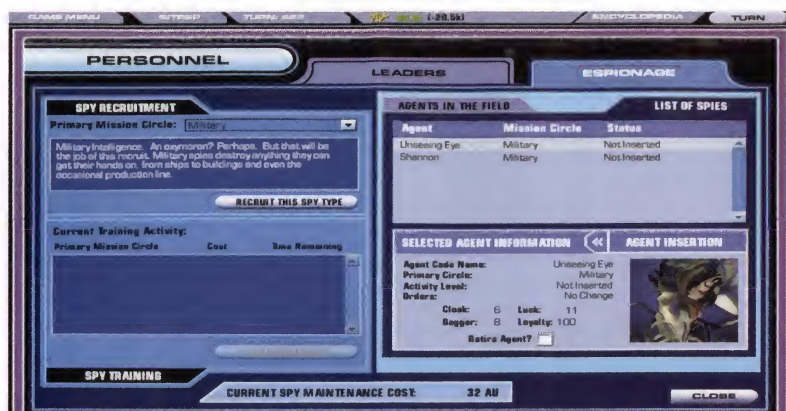 GAME MENU SITREP TURN: (-20.5k) ENCYCLOPEDIA TURN
PERSONNEL
LEADERS
ESPIONAGE
SPY RECRUITMENT
Primary Mission Circle: Military
Military Intelligence. An oxymoron? Perhaps. But that will be
the job of this recruit. Military spies destroy anything they can
get their hands on, from ships to buildings and even the
occasional production line.
RECRUIT THIS SPY TYPE
Current Training Activity:
Primary Mission Circle Cost Time Remaining
SPY TRAINING
AGENTS IN THE FIELD
LIST OF SPIES
Agent Mission Circle Status
Unseeing Eye Military Not Inserted
Shannon Military Not Inserted
SELECTED AGENT INFORMATION << AGENT INSERTION
Agent Code Name: Unseeing Eye
Primary Circle: Military
Activity Level: Not Inserted
Orders: No Change
Cloak: 6 Luck: 11
Dagger: 8 Loyalty: 100
Retire Agent?
CURRENT SPY MAINTENANCE COST: 32 AU
CLOSE